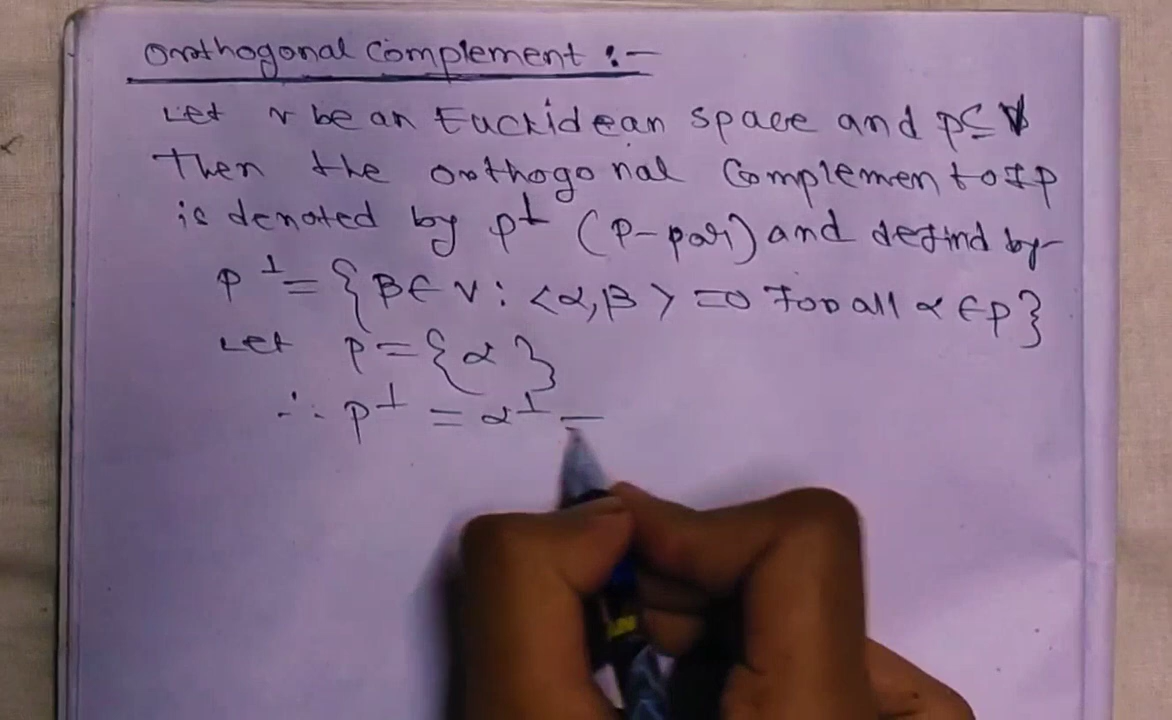 Orthogonal Complement :-
Let v be an Euclidean space and p⊆V
Then the orthogonal Complement of p
is denoted by p⊥ (P-par) and defind by-
P⊥ = {β∈V : <α,β> =0 For all α∈p}
Let p={α}
∴ p⊥ = α⊥ –